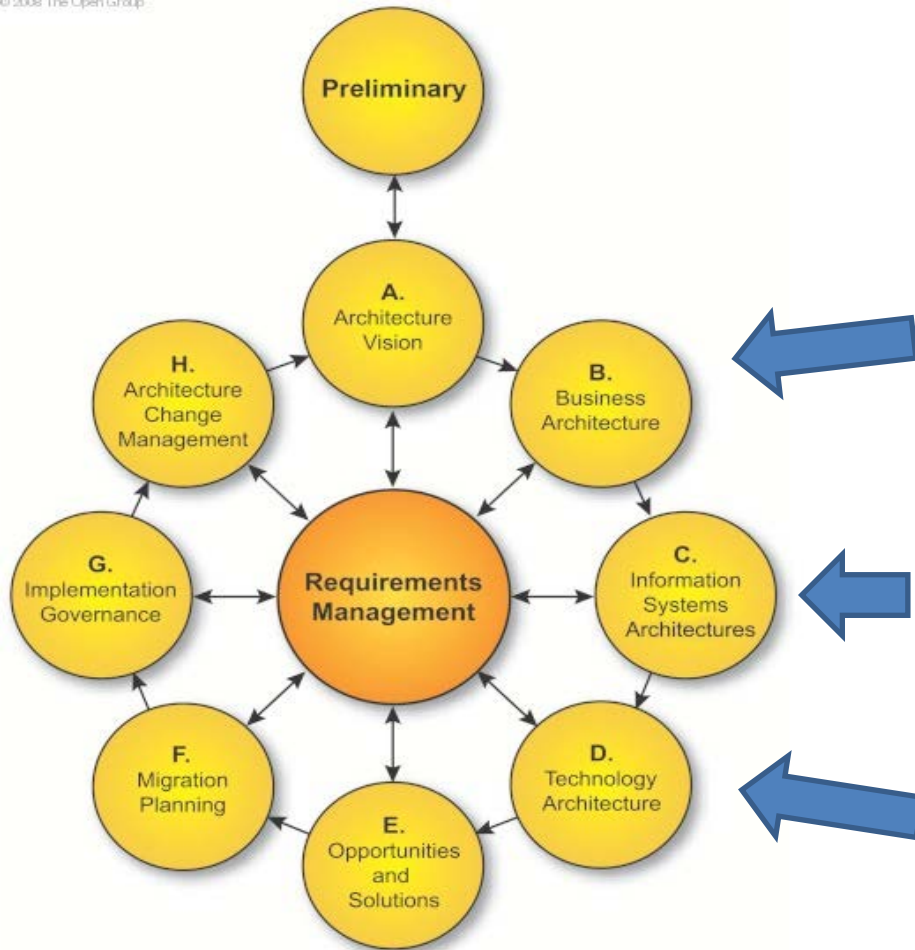 © 2008 The Open Group
Preliminary
A.
Architecture
Vision
H.
Architecture
Change
Management
B.
Business
Architecture
G.
Implementation
Governance
Requirements
Management
C.
Information
Systems
Architectures
F.
Migration
Planning
D.
Technology
Architecture
E.
Opportunities
and
Solutions